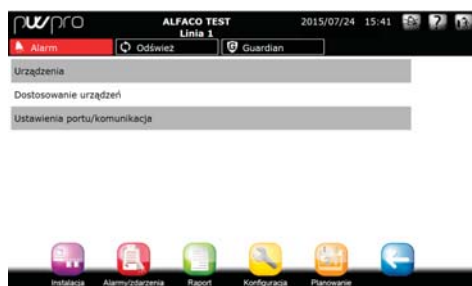 pwpro
ALFACO TEST
Linia 1
2015/07/24 15:41
?
Alarm
Odśwież
Guardian
Urządzenia
Dostosowanie urządzeń
Ustawienia portu/komunikacja
Instalacja
Alarmy/zdarzenia
Raport
Konfiguracja
Planowanie